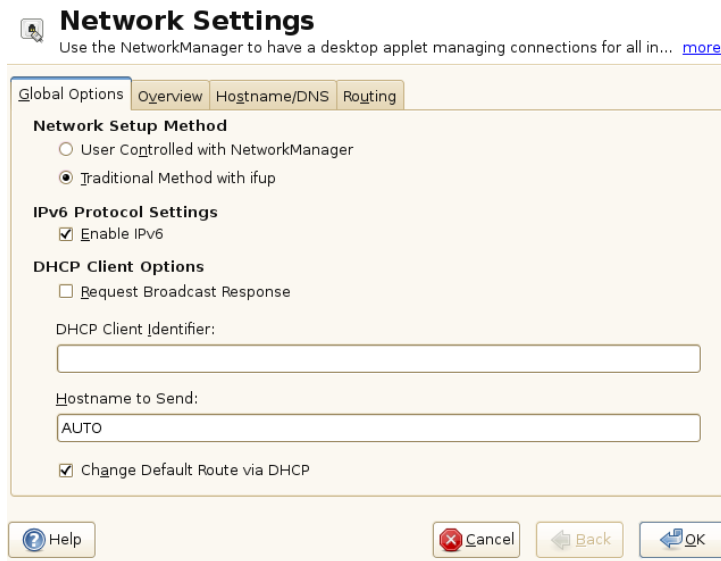 Network Settings
Use the NetworkManager to have a desktop applet managing connections for all in... more
Global Options Overview Hostname/DNS Routing
Network Setup Method
User Controlled with NetworkManager
Traditional Method with ifup
IPv6 Protocol Settings
Enable IPv6
DHCP Client Options
Request Broadcast Response
DHCP Client Identifier:
Hostname to Send:
AUTO
Change Default Route via DHCP
Help Cancel Back OK